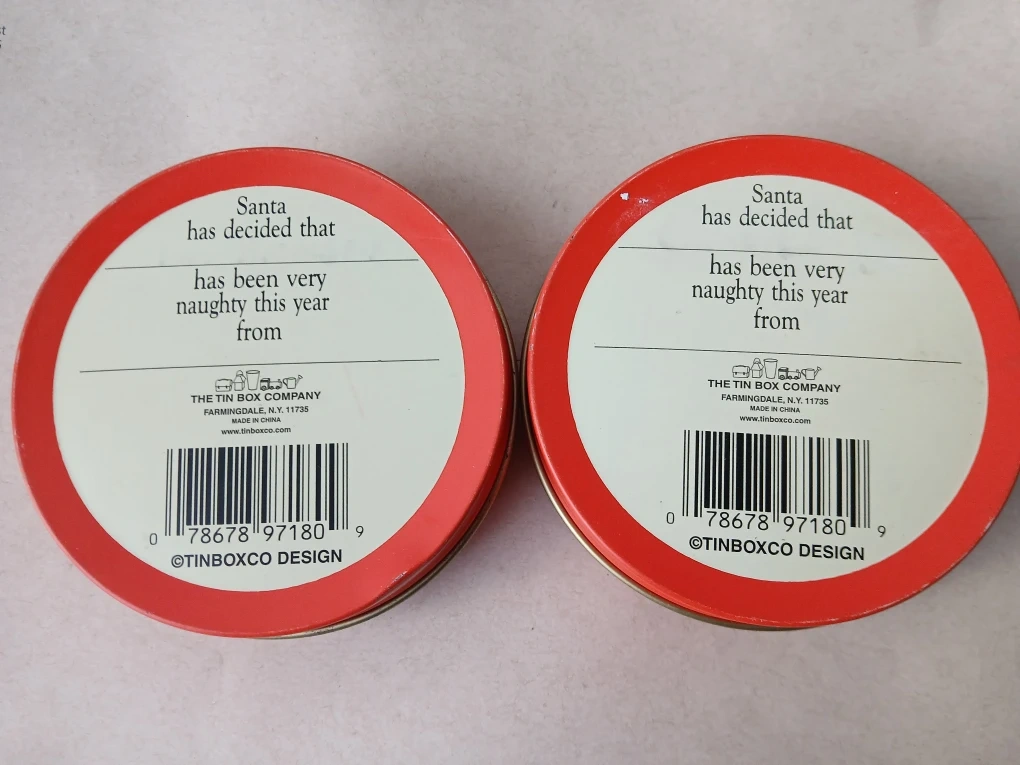 Santa
has decided that
has been very
naughty this year
from
THE TIN BOX COMPANY
FARMINGDALE, N.Y. 11735
MADE IN CHINA
www.tinboxco.com
0 78678 97180 9
©TINBOXCO DESIGN
Santa
has decided that
has been very
naughty this year
from
THE TIN BOX COMPANY
FARMINGDALE, N.Y. 11735
MADE IN CHINA
www.tinboxco.com
0 78678 97180 9
©TINBOXCO DESIGN